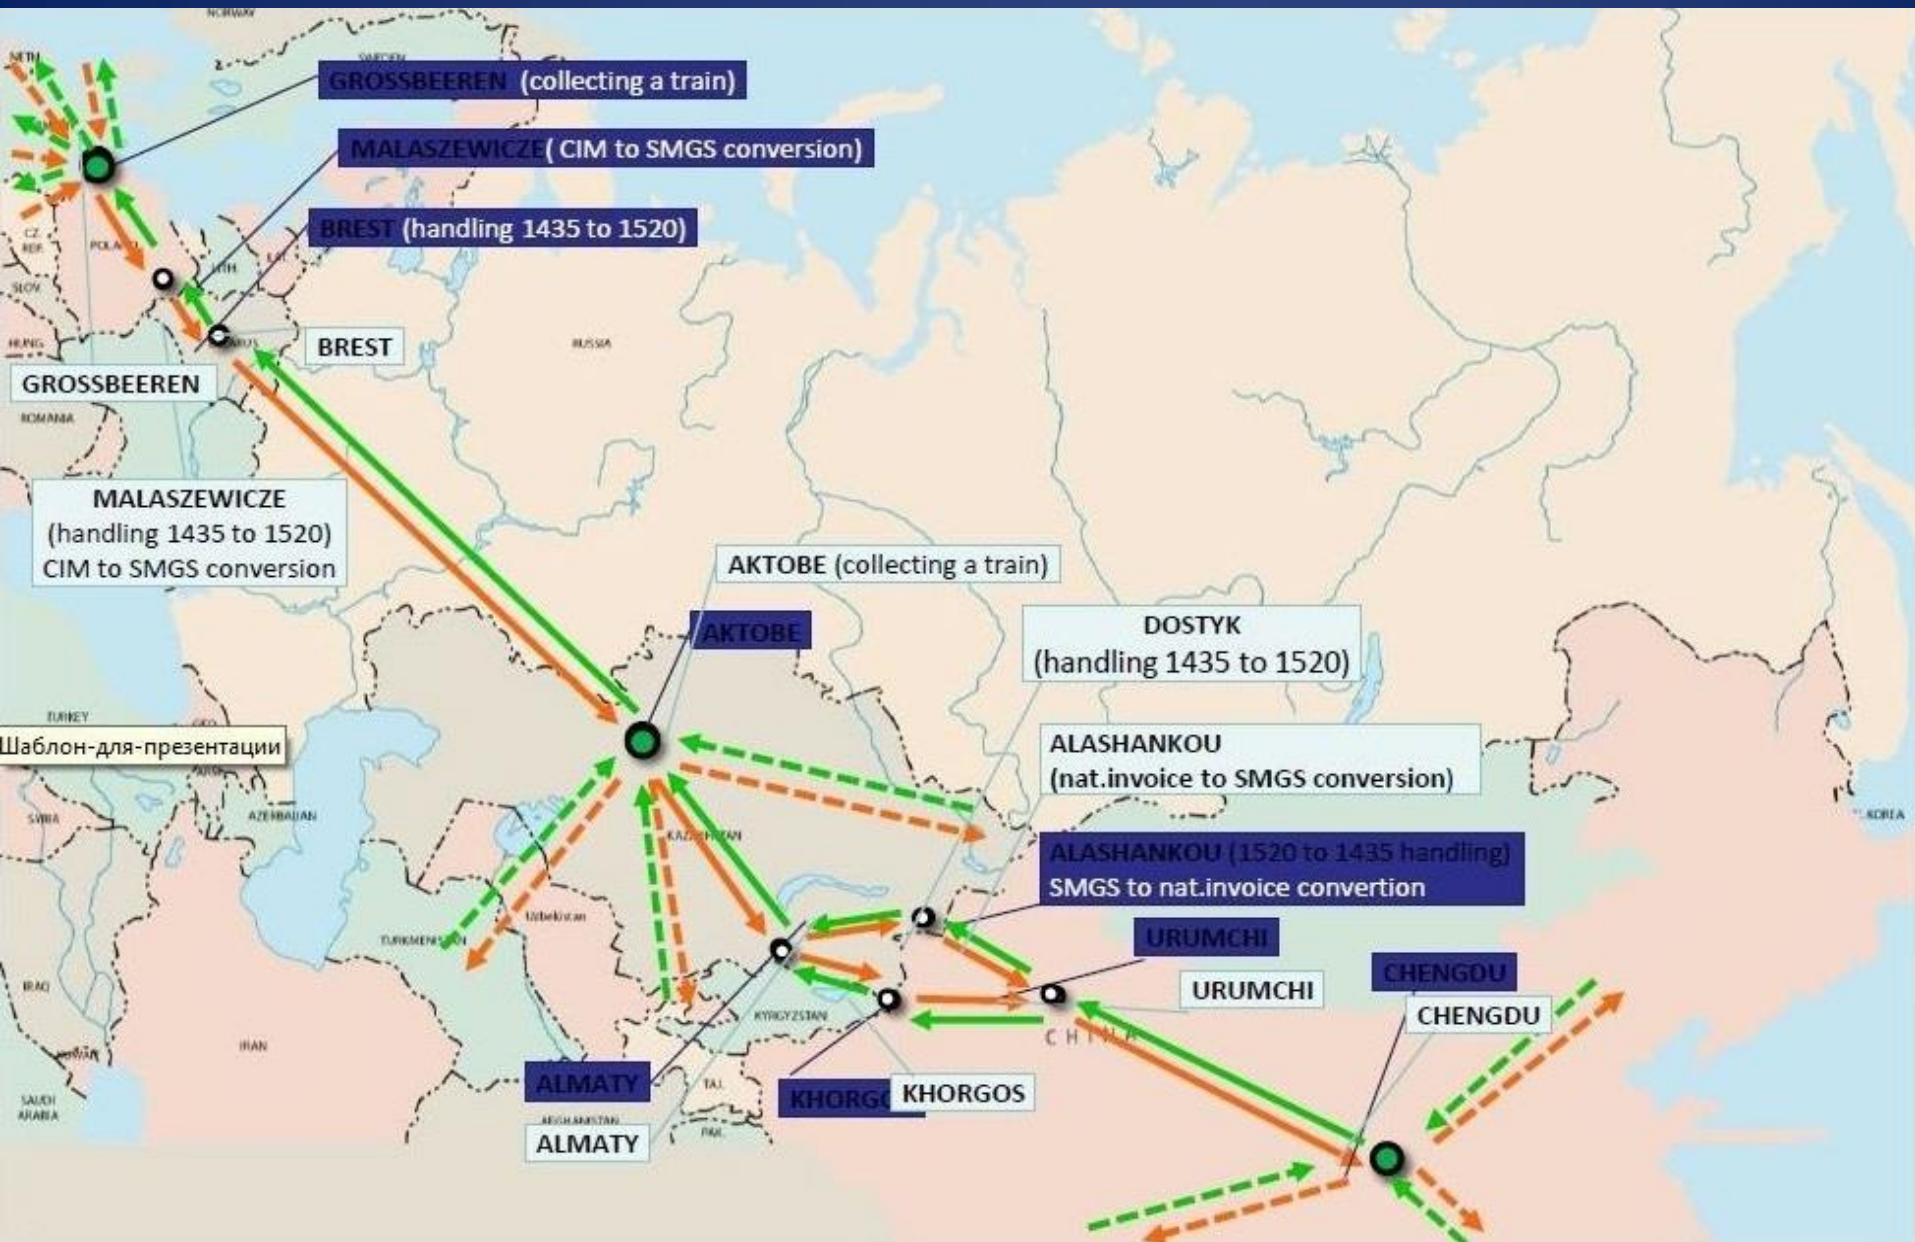 NORWAY
NETH.
SWEDEN
GROSSBEEREN (collecting a train)
MALASZEWICZE( CIM to SMGS conversion)
BREST (handling 1435 to 1520)
CZ.
REP.
LITH.
SLOV.
HUNG.
BREST
RUSSIA
GROSSBEEREN
ROMANIA
MALASZEWICZE
(handling 1435 to 1520)
CIM to SMGS conversion
AKTOBE (collecting a train)
AKTOBE
DOSTYK
(handling 1435 to 1520)
TURKEY
Шаблон-для-презентации
ALASHANKOU
(nat.invoice to SMGS conversion)
SYRIA
AZERBAIJAN
KOREA
ALASHANKOU (1520 to 1435 handling)
SMGS to nat.invoice convertion
Uzbekistan
URUMCHI
CHENGDU
IRAQ
URUMCHI
CHENGDU
KYRGYZSTAN
CHINA
IRAN
KUWAIT
ALMATY
TAJ.
KHORGOS
SAUDI
ARABIA
AFGHANISTAN
PAK.
ALMATY